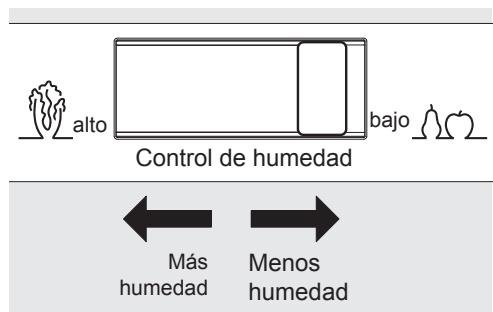 alto
bajo
Control de humedad
Más
humedad
Menos
humedad